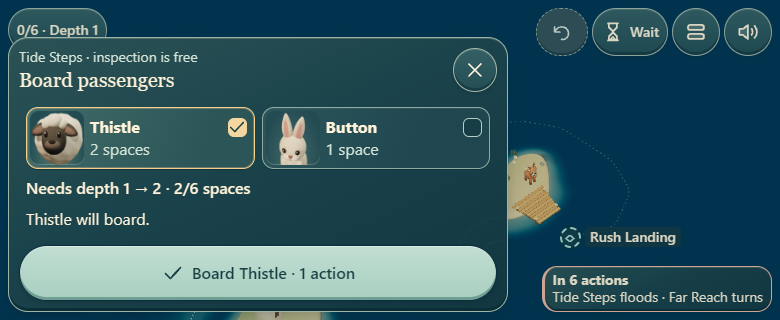 0/6 · Depth 1
Wait
Tide Steps · inspection is free
Board passengers
Thistle
2 spaces
Button
1 space
Needs depth 1 → 2 · 2/6 spaces
Thistle will board.
Board Thistle · 1 action
Rush Landing
In 6 actions
Tide Steps floods · Far Reach turns